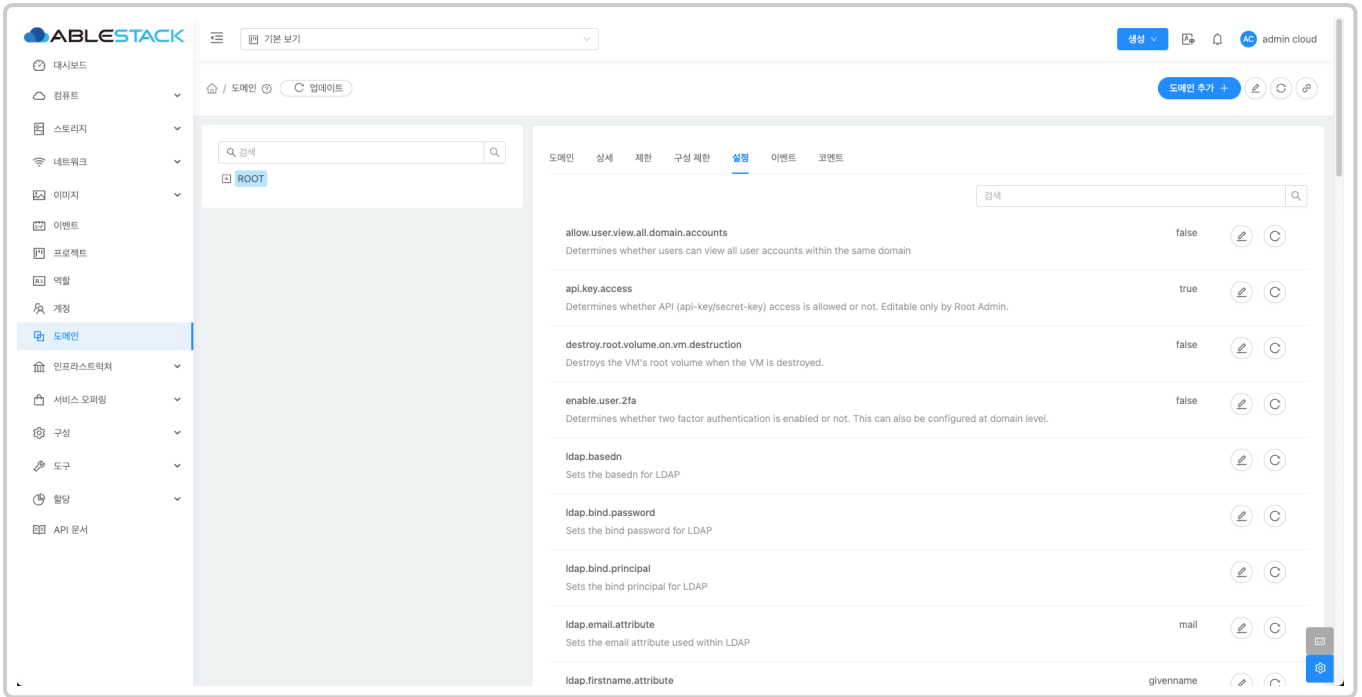 ABLESTACK
기본 보기
생성
AC
admin cloud
대시보드
컴퓨트
스토리지
네트워크
이미지
이벤트
프로젝트
역할
계정
도메인
인프라스트럭쳐
서비스 오퍼링
구성
도구
할당
API 문서
/ 도메인
업데이트
도메인 추가 +
검색
ROOT
도메인 상세 제한 구성 제한 설정 이벤트 코멘트
검색
allow.user.view.all.domain.accounts false
Determines whether users can view all user accounts within the same domain
api.key.access true
Determines whether API (api-key/secret-key) access is allowed or not. Editable only by Root Admin.
destroy.root.volume.on.vm.destruction false
Destroys the VM's root volume when the VM is destroyed.
enable.user.2fa false
Determines whether two factor authentication is enabled or not. This can also be configured at domain level.
ldap.basedn
Sets the basedn for LDAP
ldap.bind.password
Sets the bind password for LDAP
ldap.bind.principal
Sets the bind principal for LDAP
ldap.email.attribute mail
Sets the email attribute used within LDAP
ldap.firstname.attribute givenname